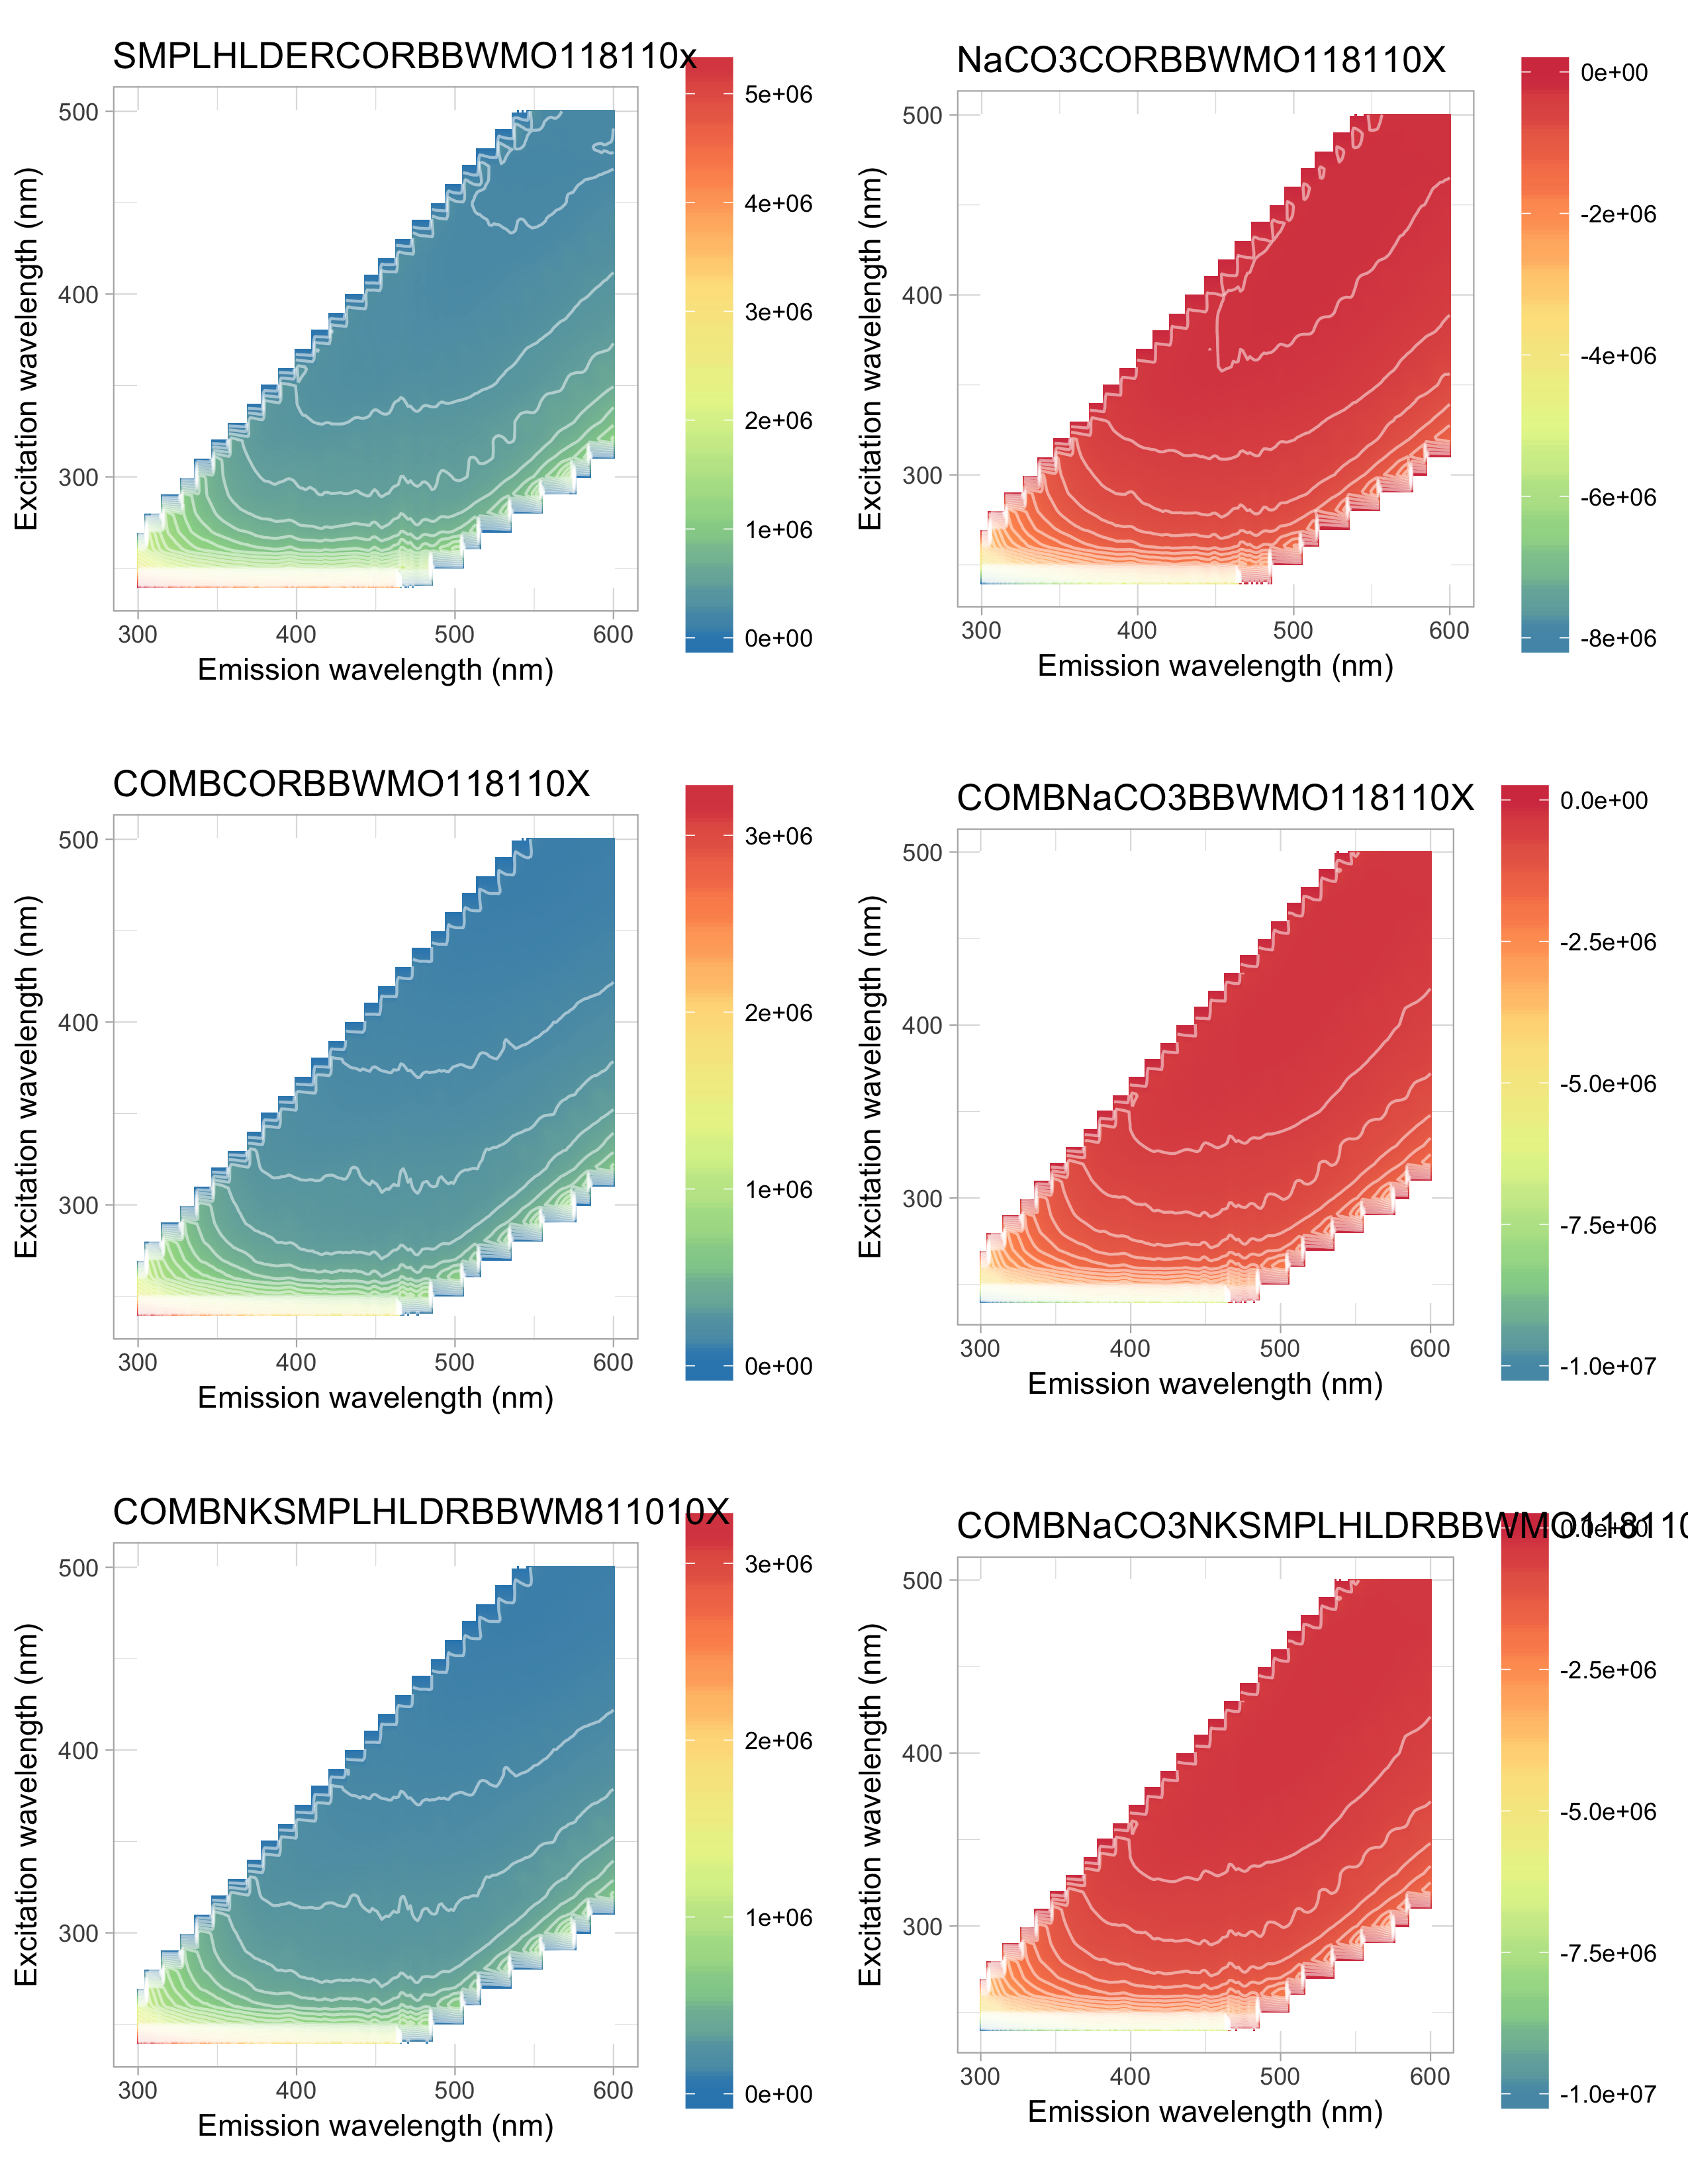 SMPLHLDERCORBBWMO118110x
5e+06
4e+06
3e+06
2e+06
1e+06
0e+00
500
400
300
Excitation wavelength (nm)
300 400 500 600
Emission wavelength (nm)
NaCO3CORBBWMO118110X
0e+00
-2e+06
-4e+06
-6e+06
-8e+06
500
400
300
Excitation wavelength (nm)
300 400 500 600
Emission wavelength (nm)
COMBCORBBWMO118110X
3e+06
2e+06
1e+06
0e+00
500
400
300
Excitation wavelength (nm)
300 400 500 600
Emission wavelength (nm)
COMBNaCO3BBWMO118110X
0.0e+00
-2.5e+06
-5.0e+06
-7.5e+06
-1.0e+07
500
400
300
Excitation wavelength (nm)
300 400 500 600
Emission wavelength (nm)
COMBNKSMPLHLDRBBWM811010X
3e+06
2e+06
1e+06
0e+00
500
400
300
Excitation wavelength (nm)
300 400 500 600
Emission wavelength (nm)
COMBNaCO3NKSMPLHLDRBBWMO118110
0.0e+00
-2.5e+06
-5.0e+06
-7.5e+06
-1.0e+07
500
400
300
Excitation wavelength (nm)
300 400 500 600
Emission wavelength (nm)